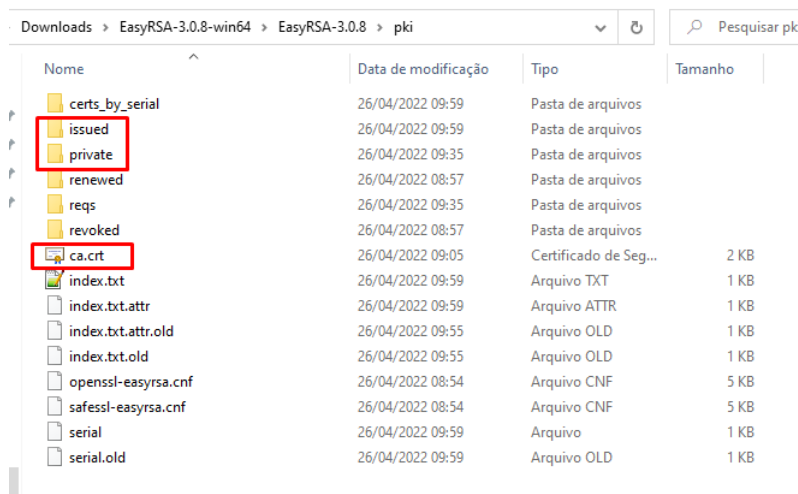 Downloads > EasyRSA-3.0.8-win64 > EasyRSA-3.0.8 > pki Pesquisar pk
Nome Data de modificação Tipo Tamanho
certs_by_serial 26/04/2022 09:59 Pasta de arquivos
issued 26/04/2022 09:59 Pasta de arquivos
private 26/04/2022 09:35 Pasta de arquivos
renewed 26/04/2022 08:57 Pasta de arquivos
reqs 26/04/2022 09:35 Pasta de arquivos
revoked 26/04/2022 08:57 Pasta de arquivos
ca.crt 26/04/2022 09:05 Certificado de Seg... 2 KB
index.txt 26/04/2022 09:59 Arquivo TXT 1 KB
index.txt.attr 26/04/2022 09:59 Arquivo ATTR 1 KB
index.txt.attr.old 26/04/2022 09:55 Arquivo OLD 1 KB
index.txt.old 26/04/2022 09:55 Arquivo OLD 1 KB
openssl-easyrsa.cnf 26/04/2022 08:54 Arquivo CNF 5 KB
safessl-easyrsa.cnf 26/04/2022 08:54 Arquivo CNF 5 KB
serial 26/04/2022 09:59 Arquivo 1 KB
serial.old 26/04/2022 09:59 Arquivo OLD 1 KB